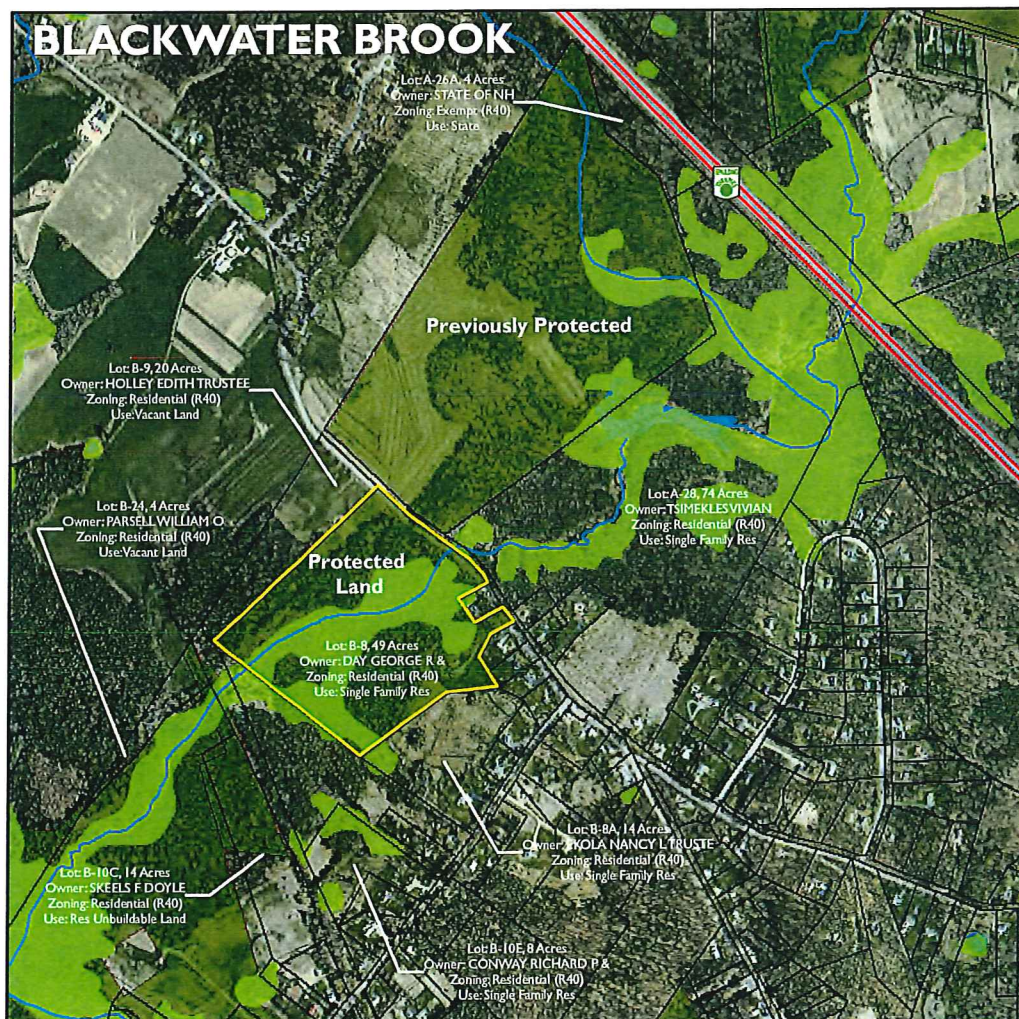 BLACKWATER BROOK
Lot: A-26A, 4 Acres
Owner: STATE OF NH
Zoning: Exempt (R40)
Use: State
Previously Protected
Lot: B-9, 20 Acres
Owner: HOLLEY EDITH TRUSTEE
Zoning: Residential (R40)
Use: Vacant Land
Lot: B-24, 4 Acres
Owner: PARSELL WILLIAM O
Zoning: Residential (R40)
Use: Vacant Land
Lot: A-28, 74 Acres
Owner: TSIMEKLES VIVIAN
Zoning: Residential (R40)
Use: Single Family Res
Protected
Land
Lot: B-8, 49 Acres
Owner: DAY GEORGE R &
Zoning: Residential (R40)
Use: Single Family Res
Lot: B-8A, 14 Acres
Owner: NANCY L TRUSTE
Zoning: Residential (R40)
Use: Single Family Res
Lot: B-10C, 14 Acres
Owner: SKEELS F DOYLE
Zoning: Residential (R40)
Use: Res Unbuildable Land
Lot: B-10E, 8 Acres
Owner: CONWAY RICHARD P &
Zoning: Residential (R40)
Use: Single Family Res